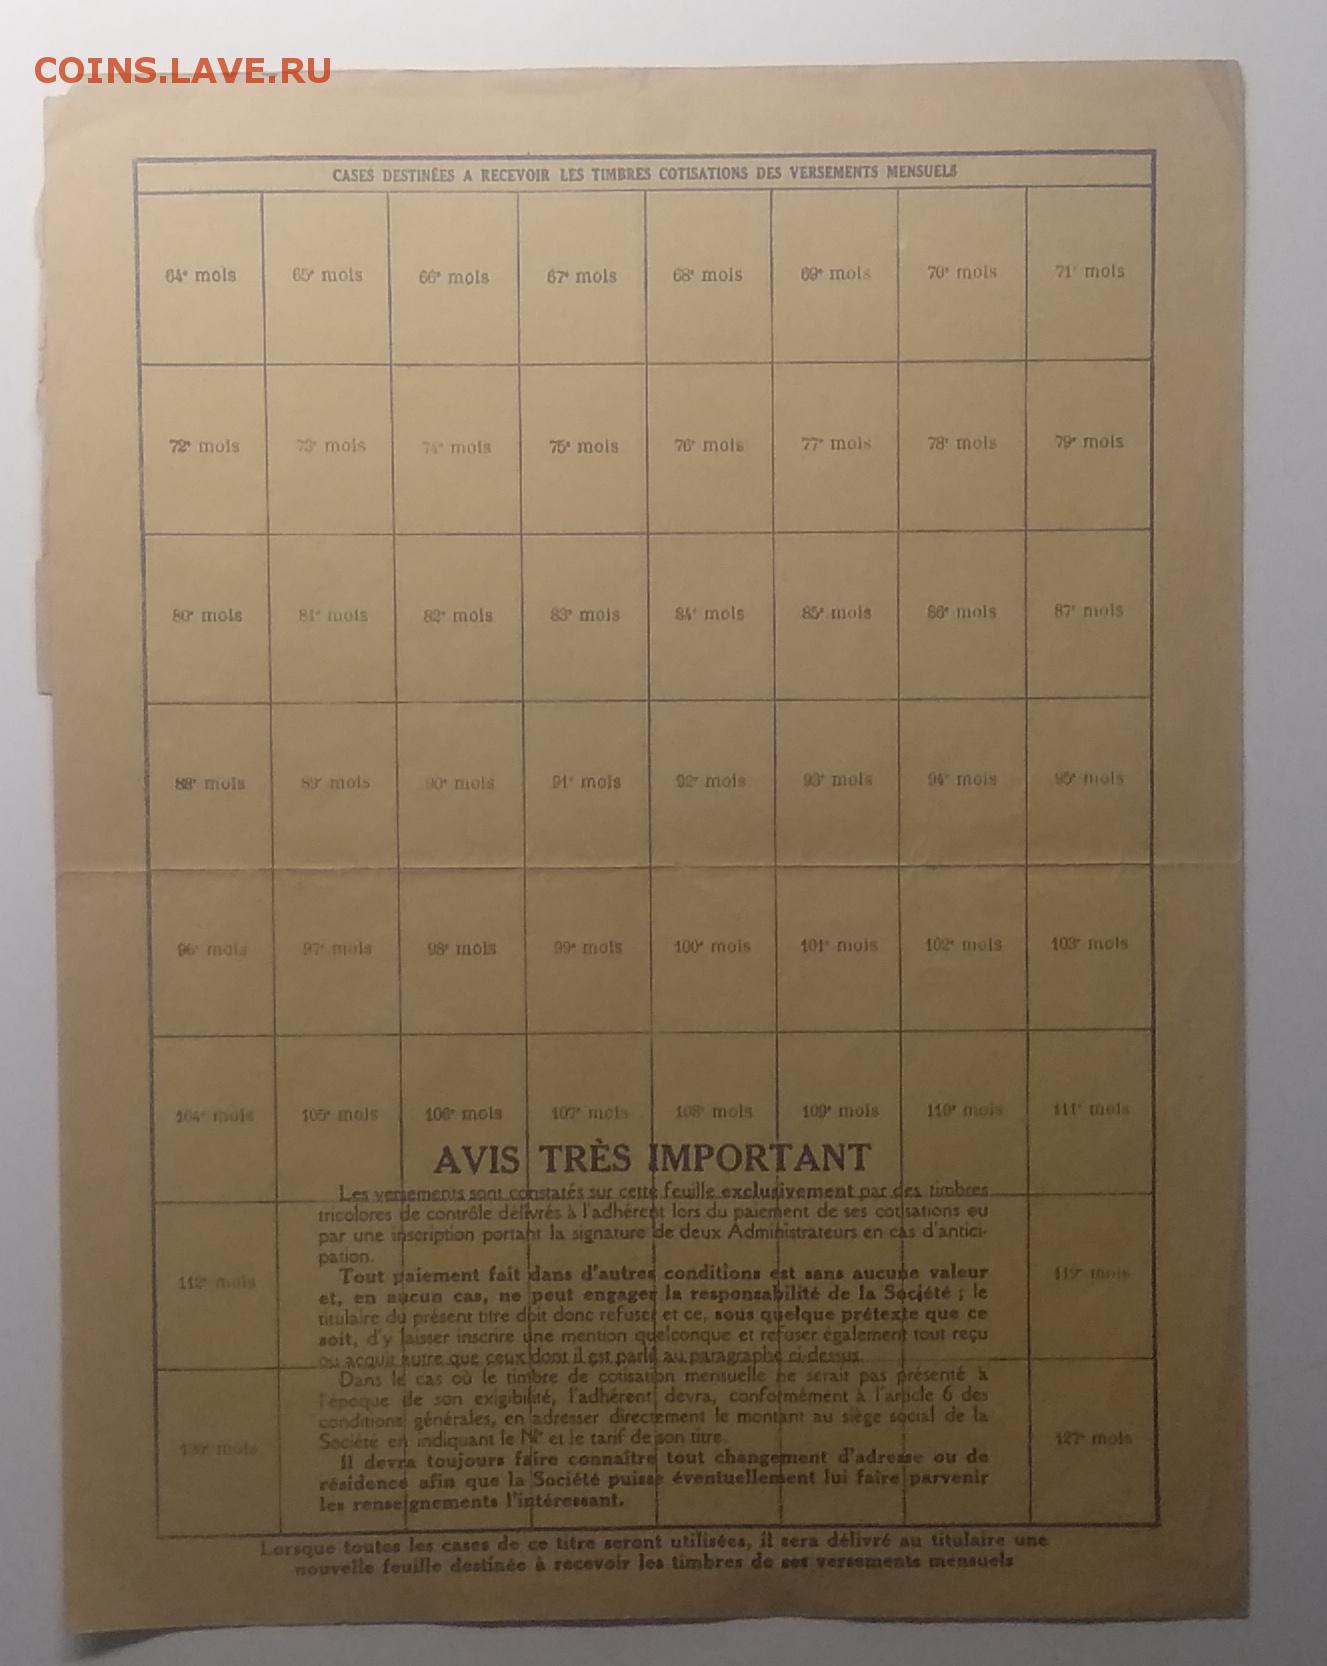 COINS.LAVE.RU
CASES DESTINÉES A RECEVOIR LES TIMBRES COTISATIONS DES VERSEMENTS MENSUELS
64e mois 65e mois 66e mois 67e mois 68e mois 69e mois 70e mois 71e mois
72e mois 73e mois 74e mois 75e mois 76e mois 77e mois 78e mois 79e mois
80e mois 81e mois 82e mois 83e mois 84e mois 85e mois 86e mois 87e mois
88e mois 89e mois 90e mois 91e mois 92e mois 93e mois 94e mois 95e mois
96e mois 97e mois 98e mois 99e mois 100e mois 101e mois 102e mois 103e mois
104e mois 105e mois 106e mois 107e mois 108e mois 109e mois 110e mois 111e mois
AVIS TRÈS IMPORTANT
Les versements sont constatés sur cette feuille exclusivement par des timbres
tricolores de contrôle délivrés à l'adhérent lors du paiement de ses cotisations ou
par une inscription portant la signature de deux Administrateurs en cas d'antici-
pation.
112e mois 119e mois
Tout paiement fait dans d'autres conditions est sans aucune valeur
et, en aucun cas, ne peut engager la responsabilité de la Société ; le
titulaire du présent titre doit donc refuser et ce, sous quelque prétexte que ce
soit, d'y laisser inscrire une mention quelconque et refuser également tout reçu
ou acquit autre que ceux dont il est parlé au paragraphe ci-dessus.
Dans le cas où le timbre de cotisation mensuelle ne serait pas présenté à
l'époque de son exigibilité, l'adhérent devra, conformément à l'article 6 des
conditions générales, en adresser directement le montant au siège social de la
Société en indiquant le No et le tarif de son titre.
120e mois 127e mois
Il devra toujours faire connaître tout changement d'adresse ou de
résidence afin que la Société puisse éventuellement lui faire parvenir
les renseignements l'intéressant.
Lorsque toutes les cases de ce titre seront utilisées, il sera délivré au titulaire une
nouvelle feuille destinée à recevoir les timbres de ses versements mensuels